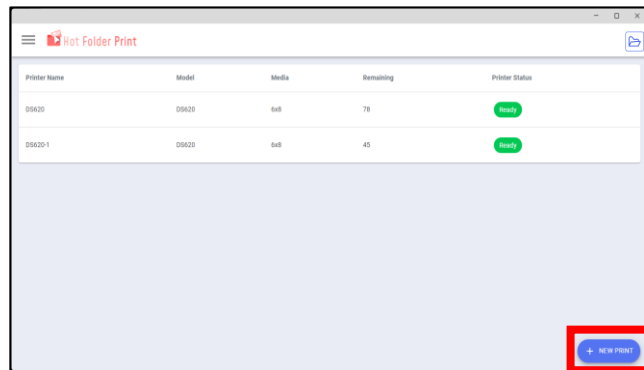 Hot Folder Print
Printer Name Model Media Remaining Printer Status
DS620 DS620 6x8 78 Ready
DS620-1 DS620 6x8 45 Ready
+ NEW PRINT